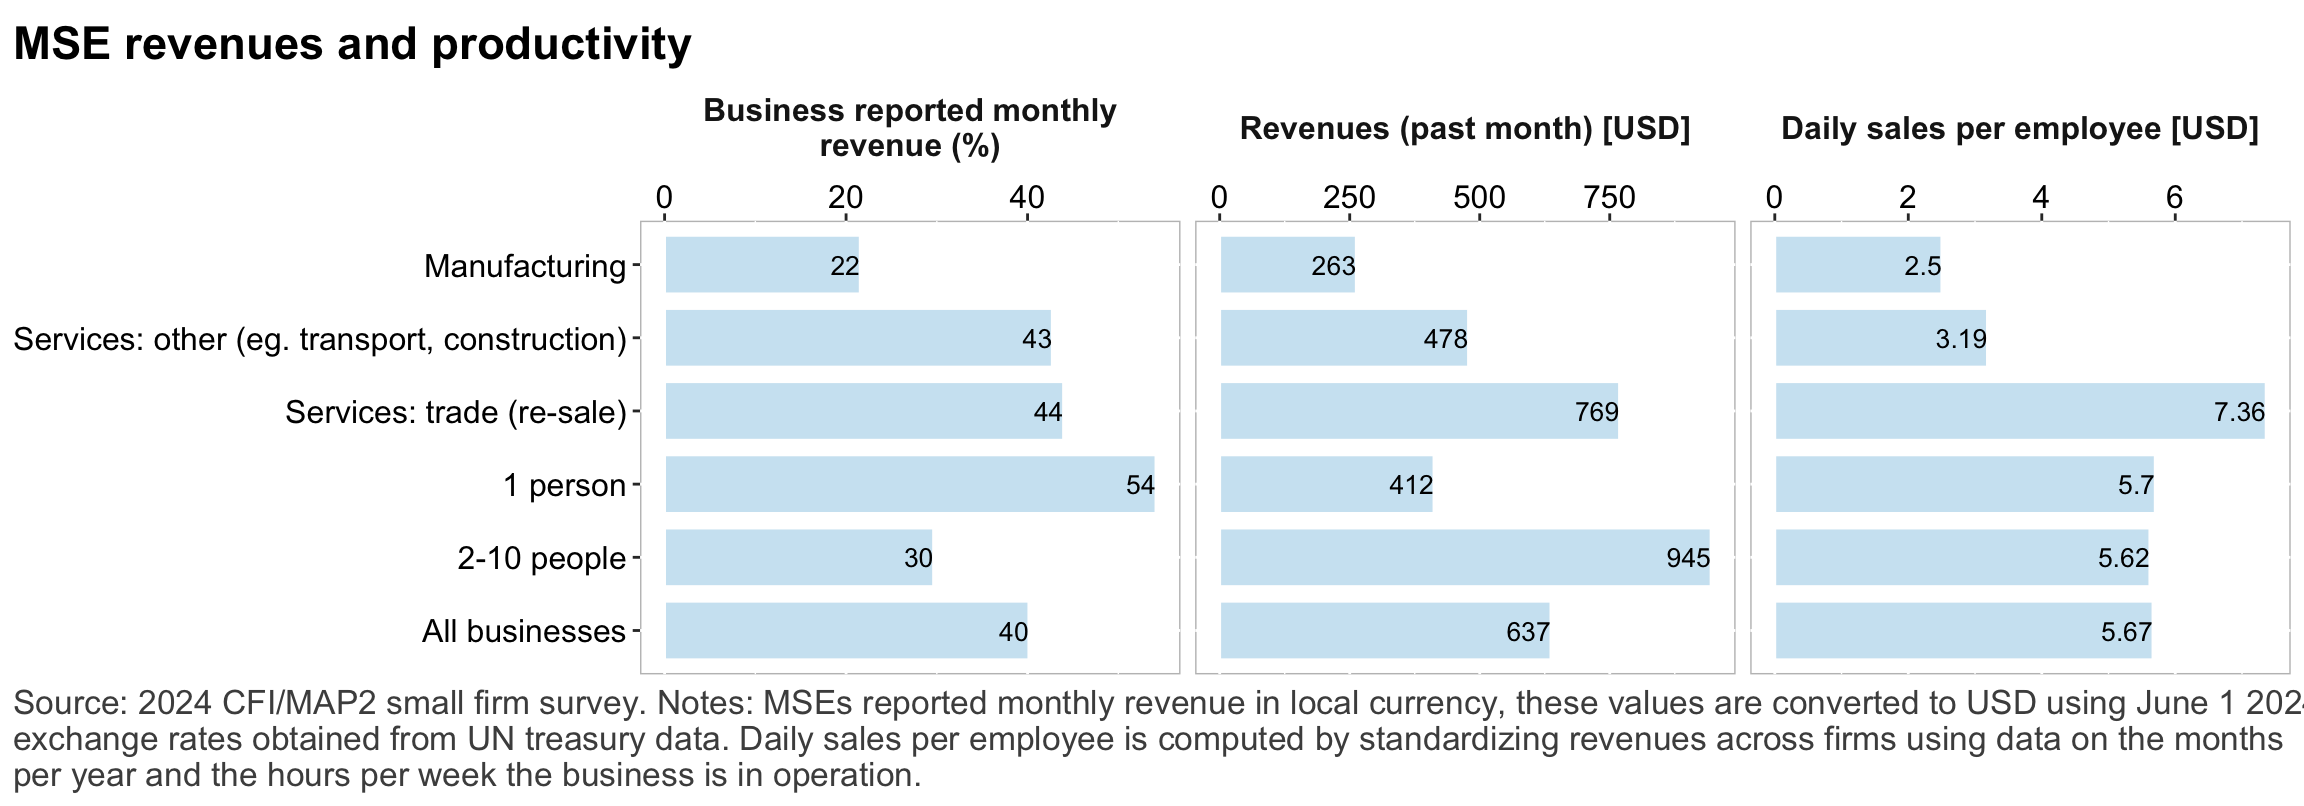 MSE revenues and productivity
Business reported monthly
revenue (%)
Revenues (past month) [USD]
Daily sales per employee [USD]
0 20 40
0 250 500 750
0 2 4 6
Manufacturing 22 263 2.5
Services: other (eg. transport, construction) 43 478 3.19
Services: trade (re-sale) 44 769 7.36
1 person 54 412 5.7
2-10 people 30 945 5.62
All businesses 40 637 5.67
Source: 2024 CFI/MAP2 small firm survey. Notes: MSEs reported monthly revenue in local currency, these values are converted to USD using June 1
exchange rates obtained from UN treasury data. Daily sales per employee is computed by standardizing revenues across firms using data on the months
per year and the hours per week the business is in operation.